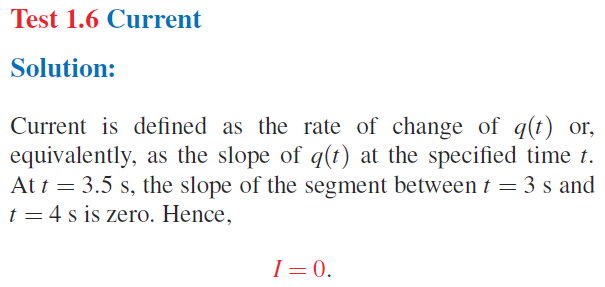 Test 1.6 Current
Solution:
Current is defined as the rate of change of q(t) or,
equivalently, as the slope of q(t) at the specified time t.
At t = 3.5 s, the slope of the segment between t = 3 s and
t = 4 s is zero. Hence,
I = 0.